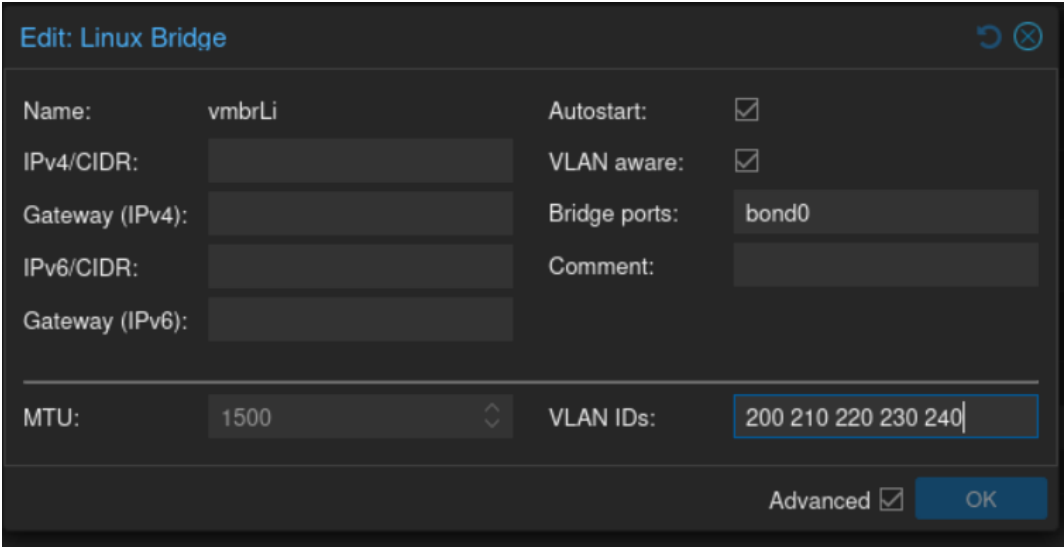 Edit: Linux Bridge
Name: vmbrLi
IPv4/CIDR:
Gateway (IPv4):
IPv6/CIDR:
Gateway (IPv6):
Autostart:
VLAN aware:
Bridge ports: bond0
Comment:
MTU: 1500
VLAN IDs: 200 210 220 230 240
Advanced
OK